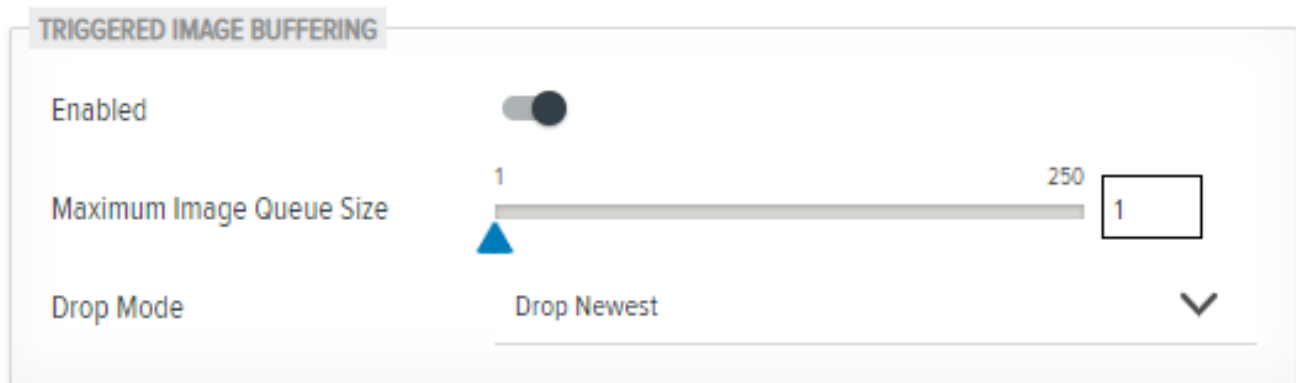 TRIGGERED IMAGE BUFFERING
Enabled
1 250
Maximum Image Queue Size 1
Drop Mode Drop Newest